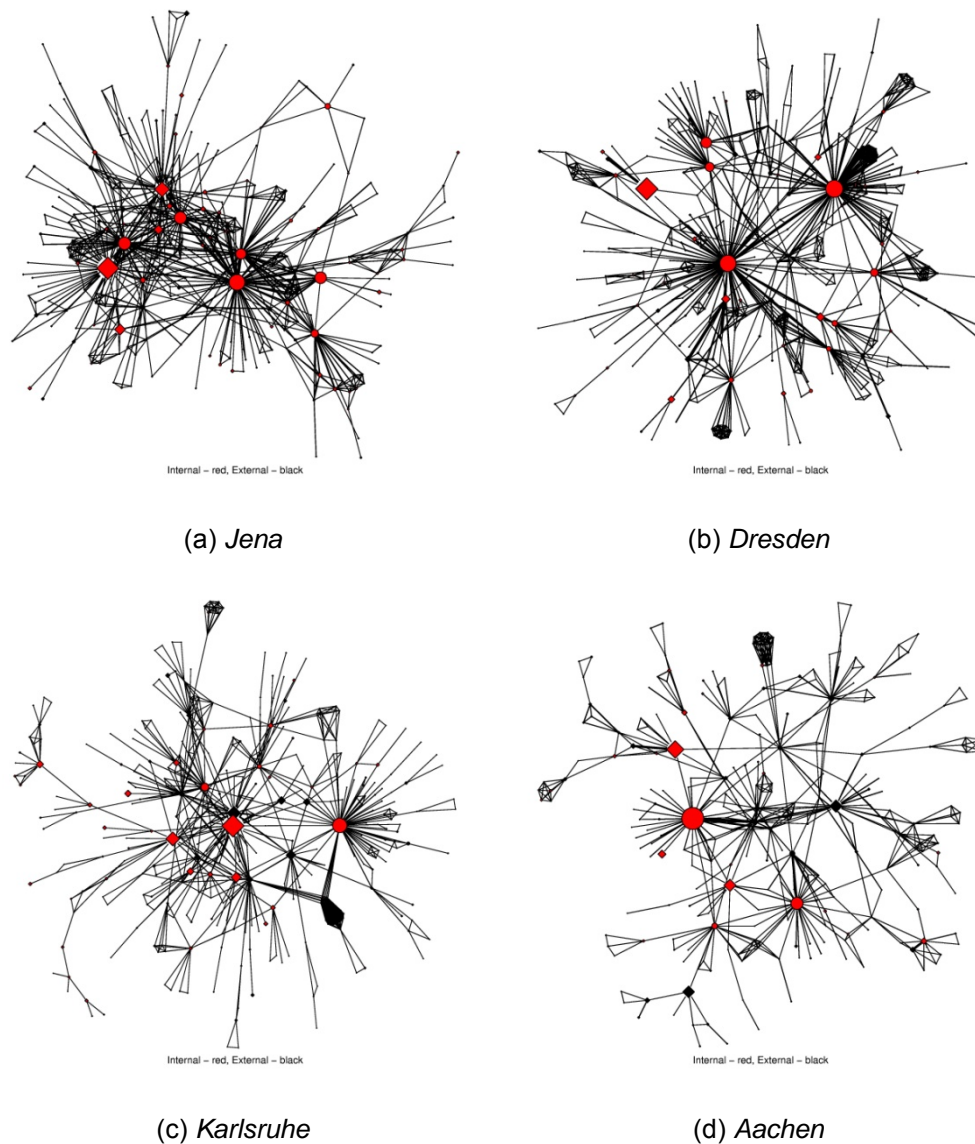 Internal – red, External – black
Internal – red, External – black
(a) Jena
(b) Dresden
Internal – red, External – black
Internal – red, External – black
(c) Karlsruhe
(d) Aachen